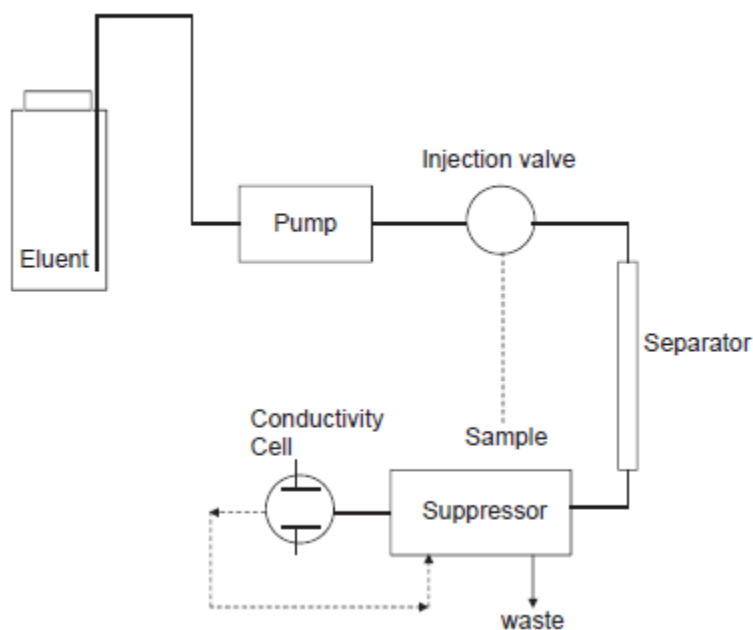 Injection valve
Pump
Eluent
Separator
Conductivity
Cell
Sample
Suppressor
waste